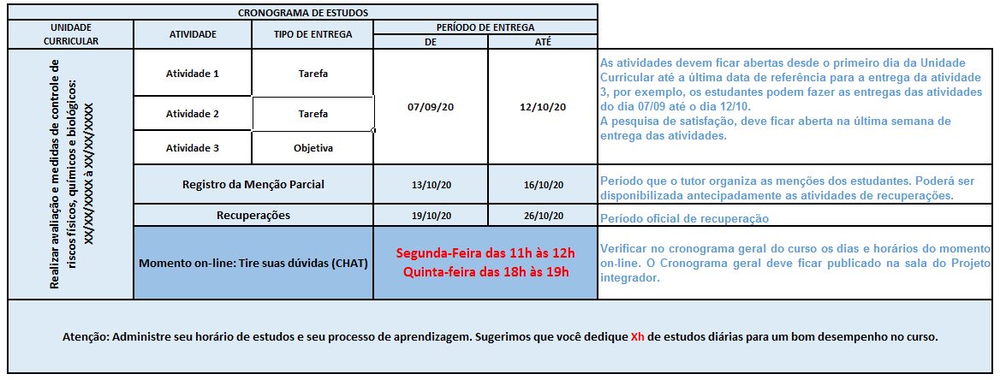 CRONOGRAMA DE ESTUDOS
UNIDADE
CURRICULAR
ATIVIDADE
TIPO DE ENTREGA
PERÍODO DE ENTREGA
DE
ATÉ
Realizar avaliação e medidas de controle de
riscos físicos, químicos e biológicos:
XX/XX/XXXX à XX/XX/XXXX
Atividade 1
Tarefa
Atividade 2
Tarefa
Atividade 3
Objetiva
07/09/20
12/10/20
As atividades devem ficar abertas desde o primeiro dia da Unidade
Curricular até a última data de referência para a entrega da atividade
3, por exemplo, os estudantes podem fazer as entregas das atividades
do dia 07/09 até o dia 12/10.
A pesquisa de satisfação, deve ficar aberta na última semana de
entrega das atividades.
Registro da Menção Parcial
13/10/20
16/10/20
Período que o tutor organiza as menções dos estudantes. Poderá ser
disponibilizada antecipadamente as atividades de recuperações.
Recuperações
19/10/20
26/10/20
Período oficial de recuperação
Momento on-line: Tire suas dúvidas (CHAT)
Segunda-Feira das 11h às 12h
Quinta-feira das 18h às 19h
Verificar no cronograma geral do curso os dias e horários do momento
on-line. O Cronograma geral deve ficar publicado na sala do Projeto
integrador.
Atenção: Administre seu horário de estudos e seu processo de aprendizagem. Sugerimos que você dedique Xh de estudos diárias para um bom desempenho no curso.